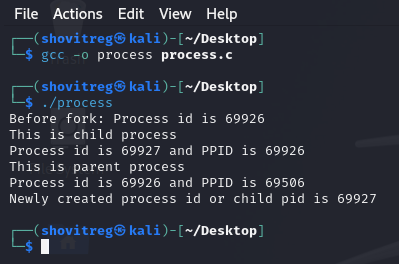 File Actions Edit View Help
┌──(shovitreg㉿kali)-[~/Desktop]
└─$ gcc -o process process.c
┌──(shovitreg㉿kali)-[~/Desktop]
└─$ ./process
Before fork: Process id is 69926
This is child process
Process id is 69927 and PPID is 69926
This is parent process
Process id is 69926 and PPID is 69506
Newly created process id or child pid is 69927
┌──(shovitreg㉿kali)-[~/Desktop]
└─$